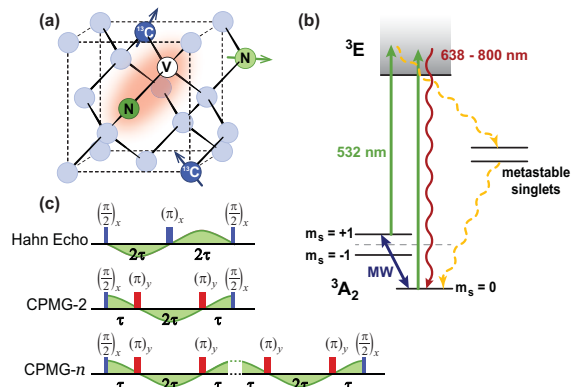 (a)
13C
V
N
N
13C
(b)
3E
638 - 800 nm
532 nm
metastable
singlets
ms = +1
ms = -1
MW
3A2
ms = 0
(c)
(π/2)x (π)x (π/2)x
Hahn Echo
2τ 2τ
(π/2)x (π)y (π)y (π/2)x
CPMG-2
τ 2τ τ
(π/2)x (π)y (π)y (π)y (π)y (π/2)x
CPMG-n
τ 2τ τ τ 2τ τ